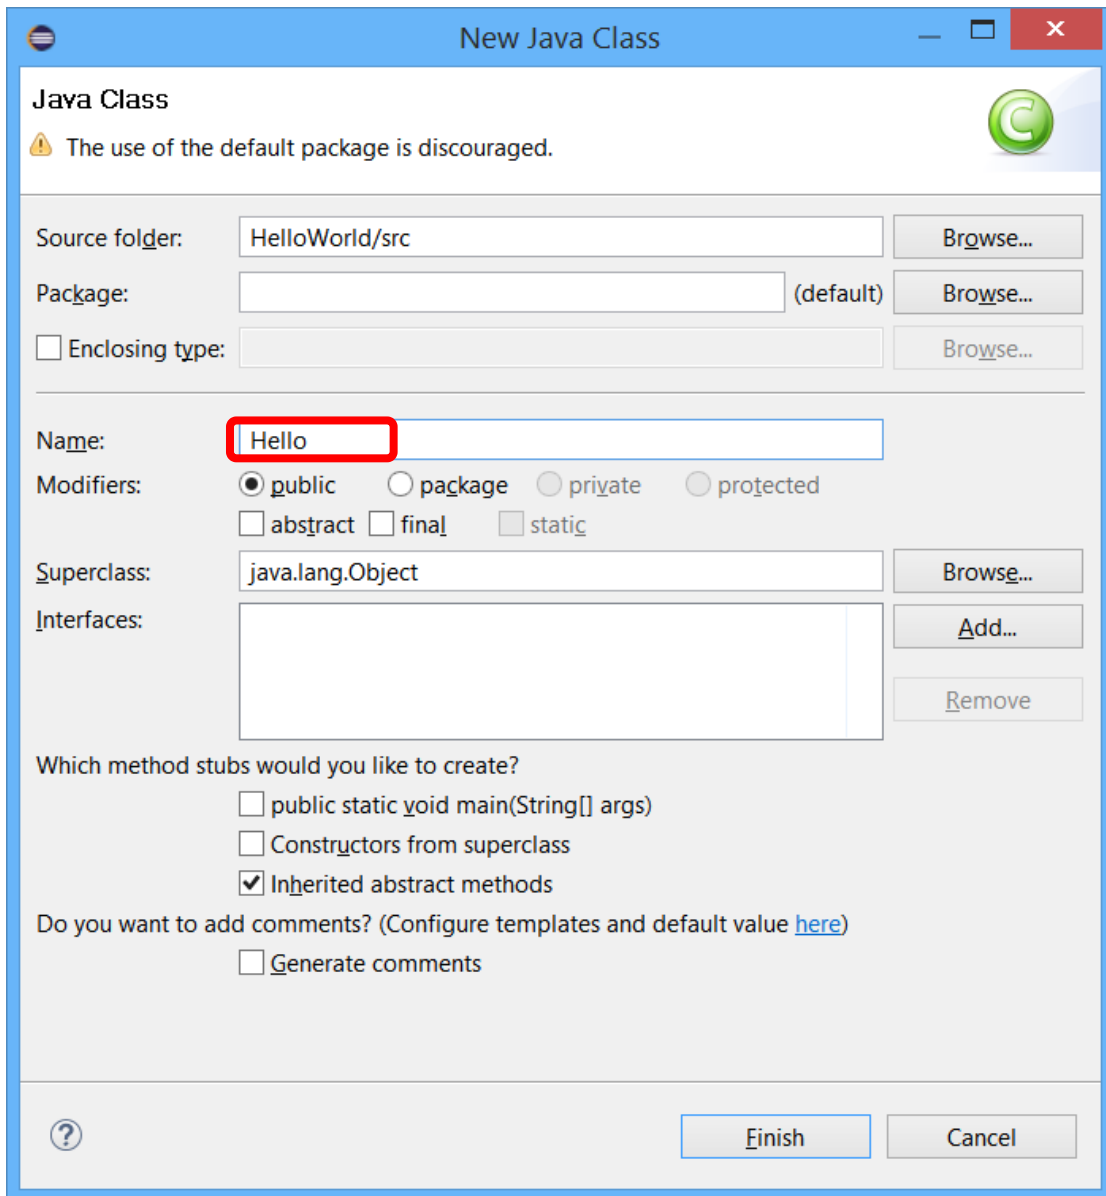 New Java Class
Java Class
The use of the default package is discouraged.
Source folder: HelloWorld/src Browse...
Package: (default) Browse...
Enclosing type: Browse...
Name: Hello
Modifiers: public package private protected
abstract final static
Superclass: java.lang.Object Browse...
Interfaces: Add...
Remove
Which method stubs would you like to create?
public static void main(String[] args)
Constructors from superclass
Inherited abstract methods
Do you want to add comments? (Configure templates and default value here)
Generate comments
Finish Cancel